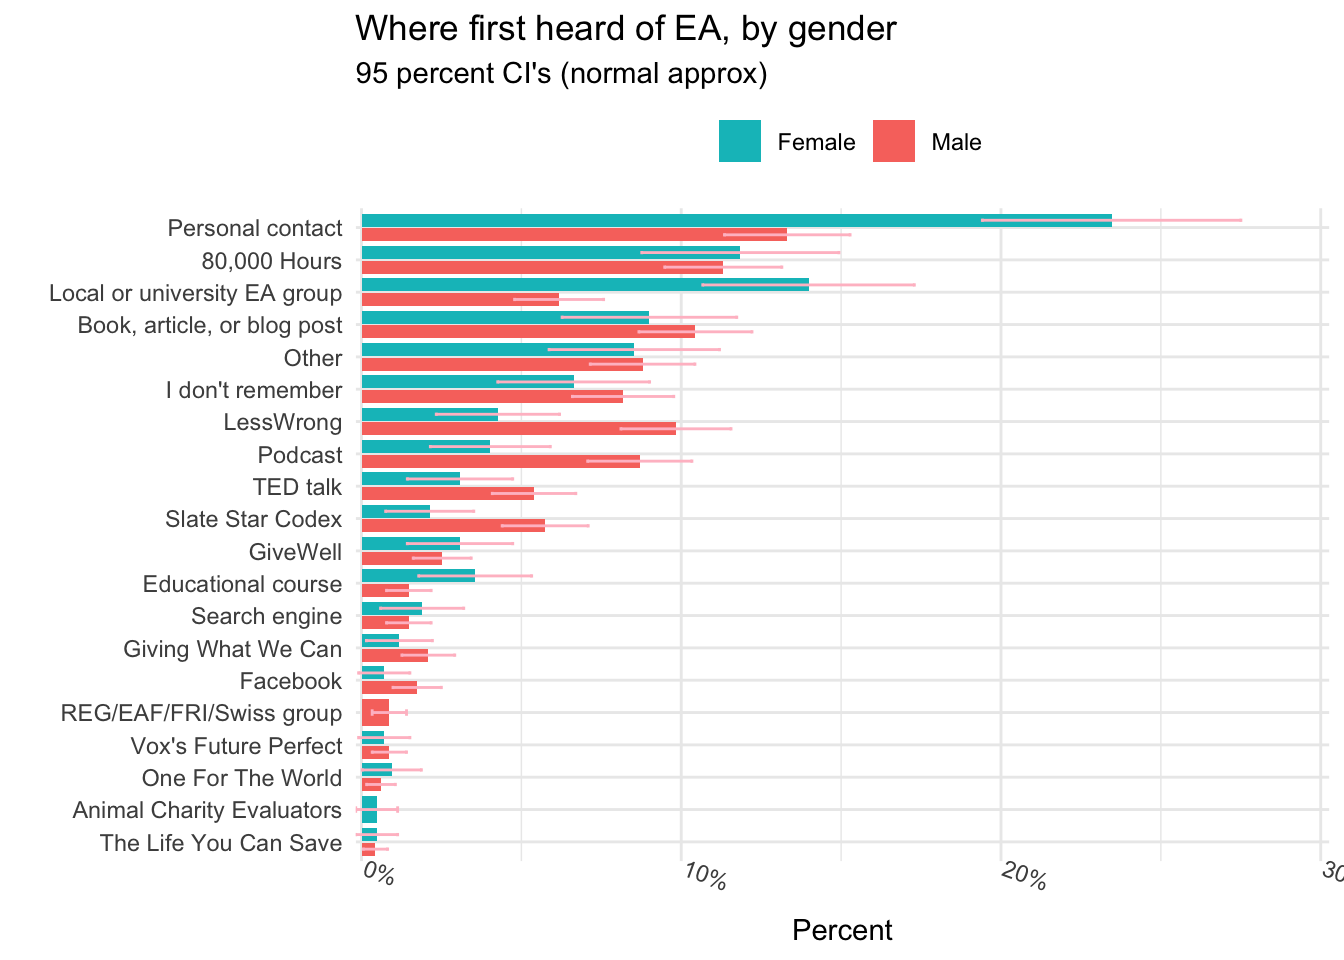 Where first heard of EA, by gender
95 percent CI's (normal approx)
Female Male
Personal contact
80,000 Hours
Local or university EA group
Book, article, or blog post
Other
I don't remember
LessWrong
Podcast
TED talk
Slate Star Codex
GiveWell
Educational course
Search engine
Giving What We Can
Facebook
REG/EAF/FRI/Swiss group
Vox's Future Perfect
One For The World
Animal Charity Evaluators
The Life You Can Save
0% 10% 20% 30
Percent